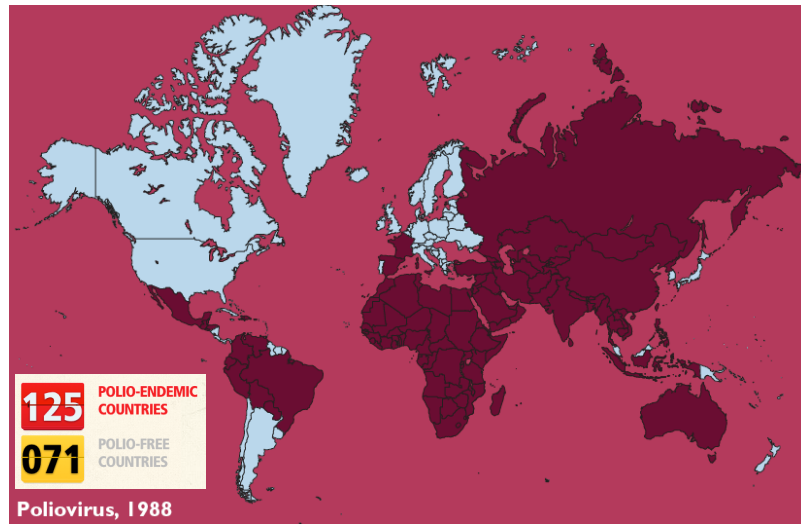 125
POLIO-ENDEMIC
COUNTRIES
071
POLIO-FREE
COUNTRIES
Poliovirus, 1988